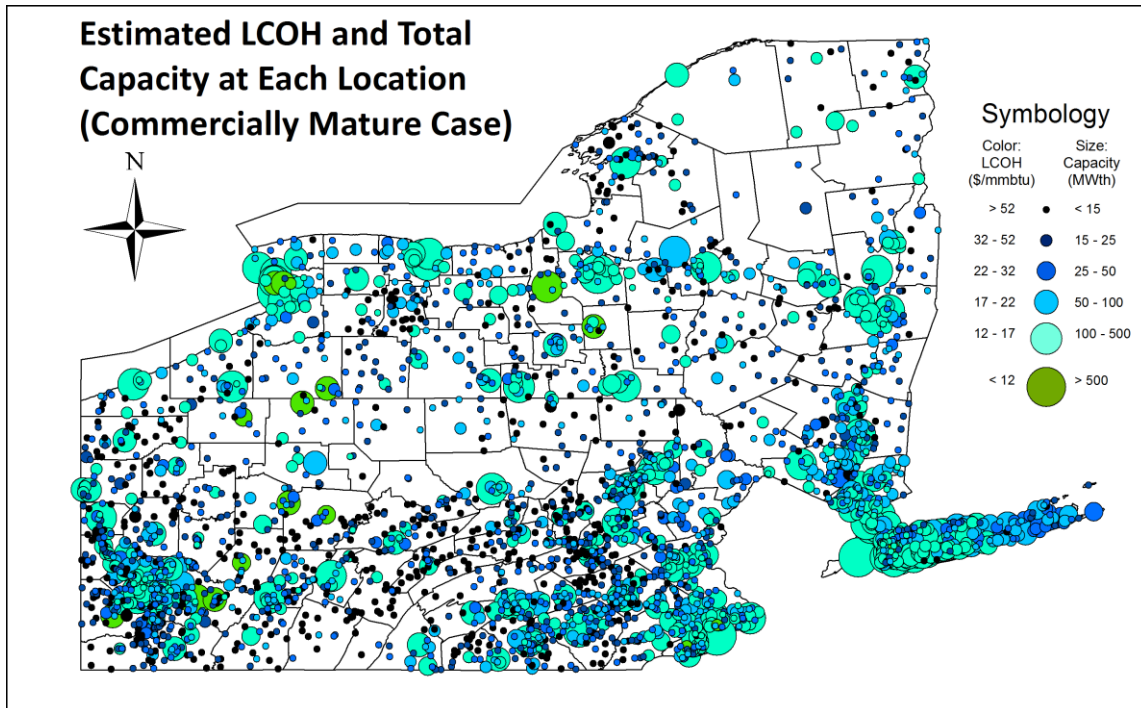 Estimated LCOH and Total
Capacity at Each Location
(Commercially Mature Case)
N
Symbology
Color:
LCOH
($/mmbtu)
Size:
Capacity
(MWth)
> 52
< 15
32 - 52
15 - 25
22 - 32
25 - 50
17 - 22
50 - 100
12 - 17
100 - 500
< 12
> 500